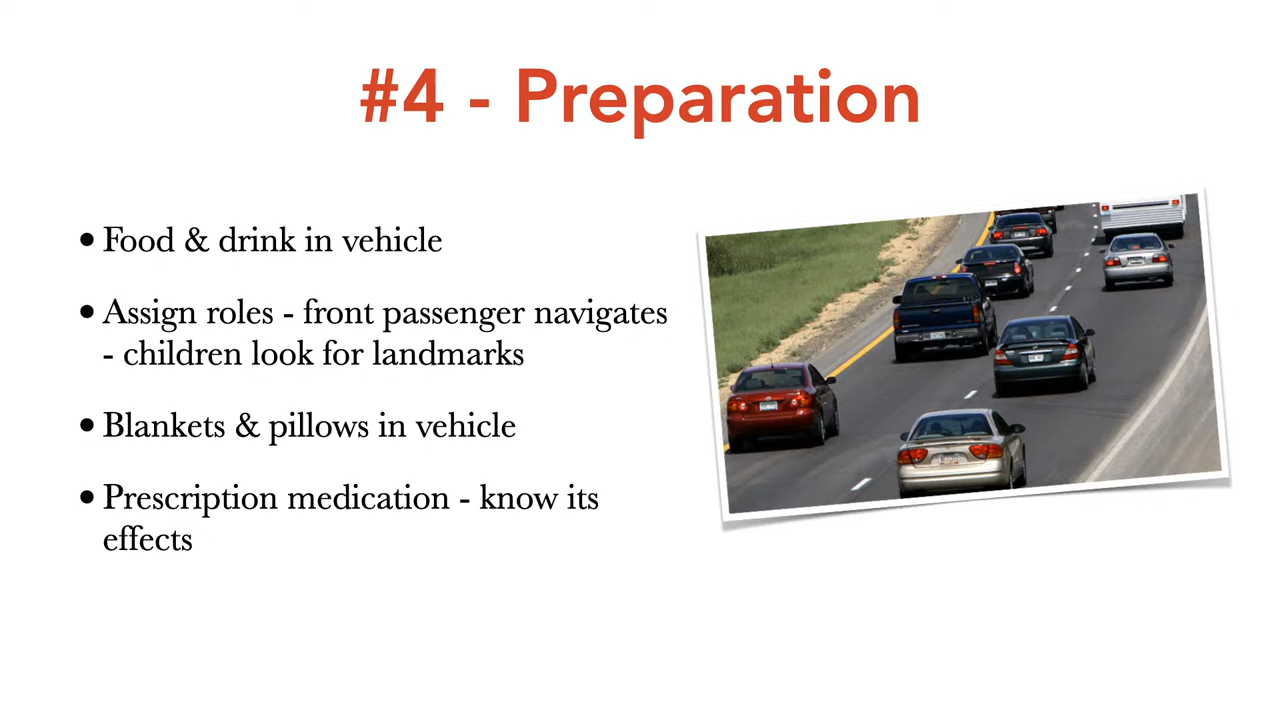 #4 - Preparation
•Food & drink in vehicle
•Assign roles - front passenger navigates
- children look for landmarks
•Blankets & pillows in vehicle
•Prescription medication - know its
effects